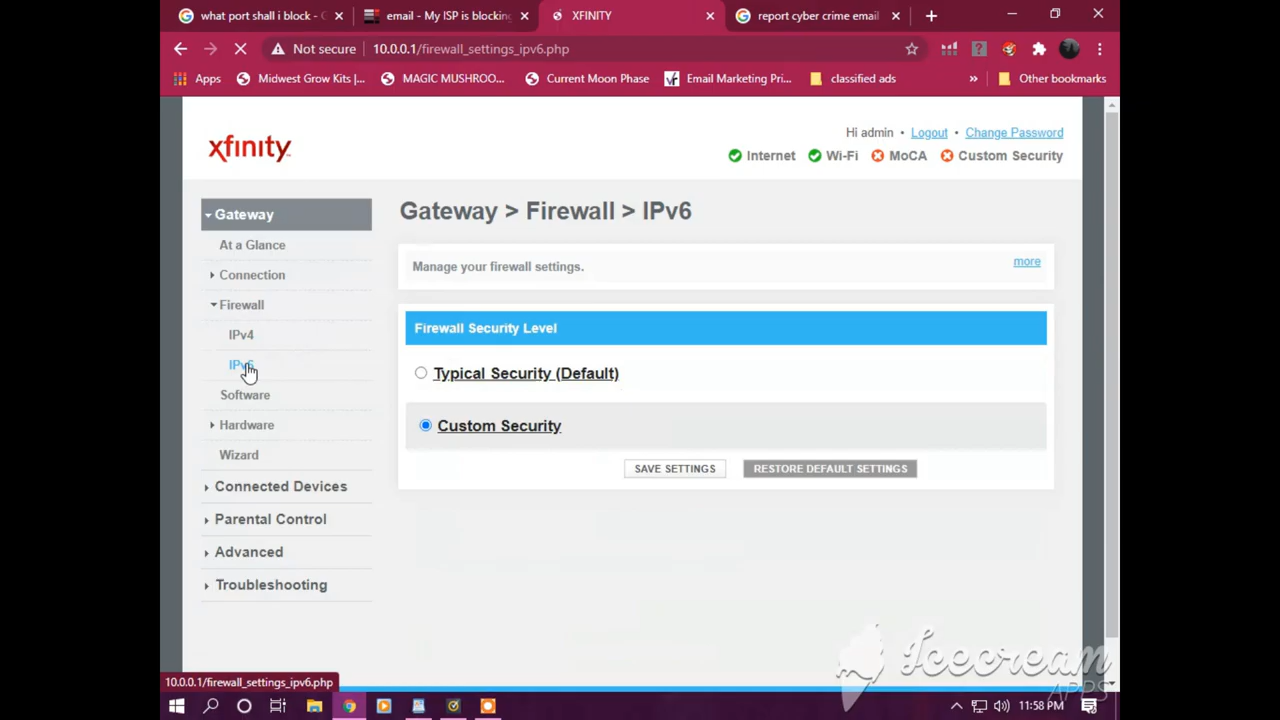 what port shall i block - G
email - My ISP is blocking
XFINITY
report cyber crime email
Not secure
10.0.0.1/firewall_settings_ipv6.php
Apps
Midwest Grow Kits |...
MAGIC MUSHROO...
Current Moon Phase
Email Marketing Pri...
classified ads
»
Other bookmarks
xfinity
Hi admin • Logout • Change Password
Internet Wi-Fi MoCA Custom Security
Gateway
At a Glance
Connection
Firewall
IPv4
IPv6
Software
Hardware
Wizard
Connected Devices
Parental Control
Advanced
Troubleshooting
Gateway > Firewall > IPv6
Manage your firewall settings.
more
Firewall Security Level
Typical Security (Default)
Custom Security
SAVE SETTINGS
RESTORE DEFAULT SETTINGS
Icecream
APPS
10.0.0.1/firewall_settings_ipv6.php
11:58 PM